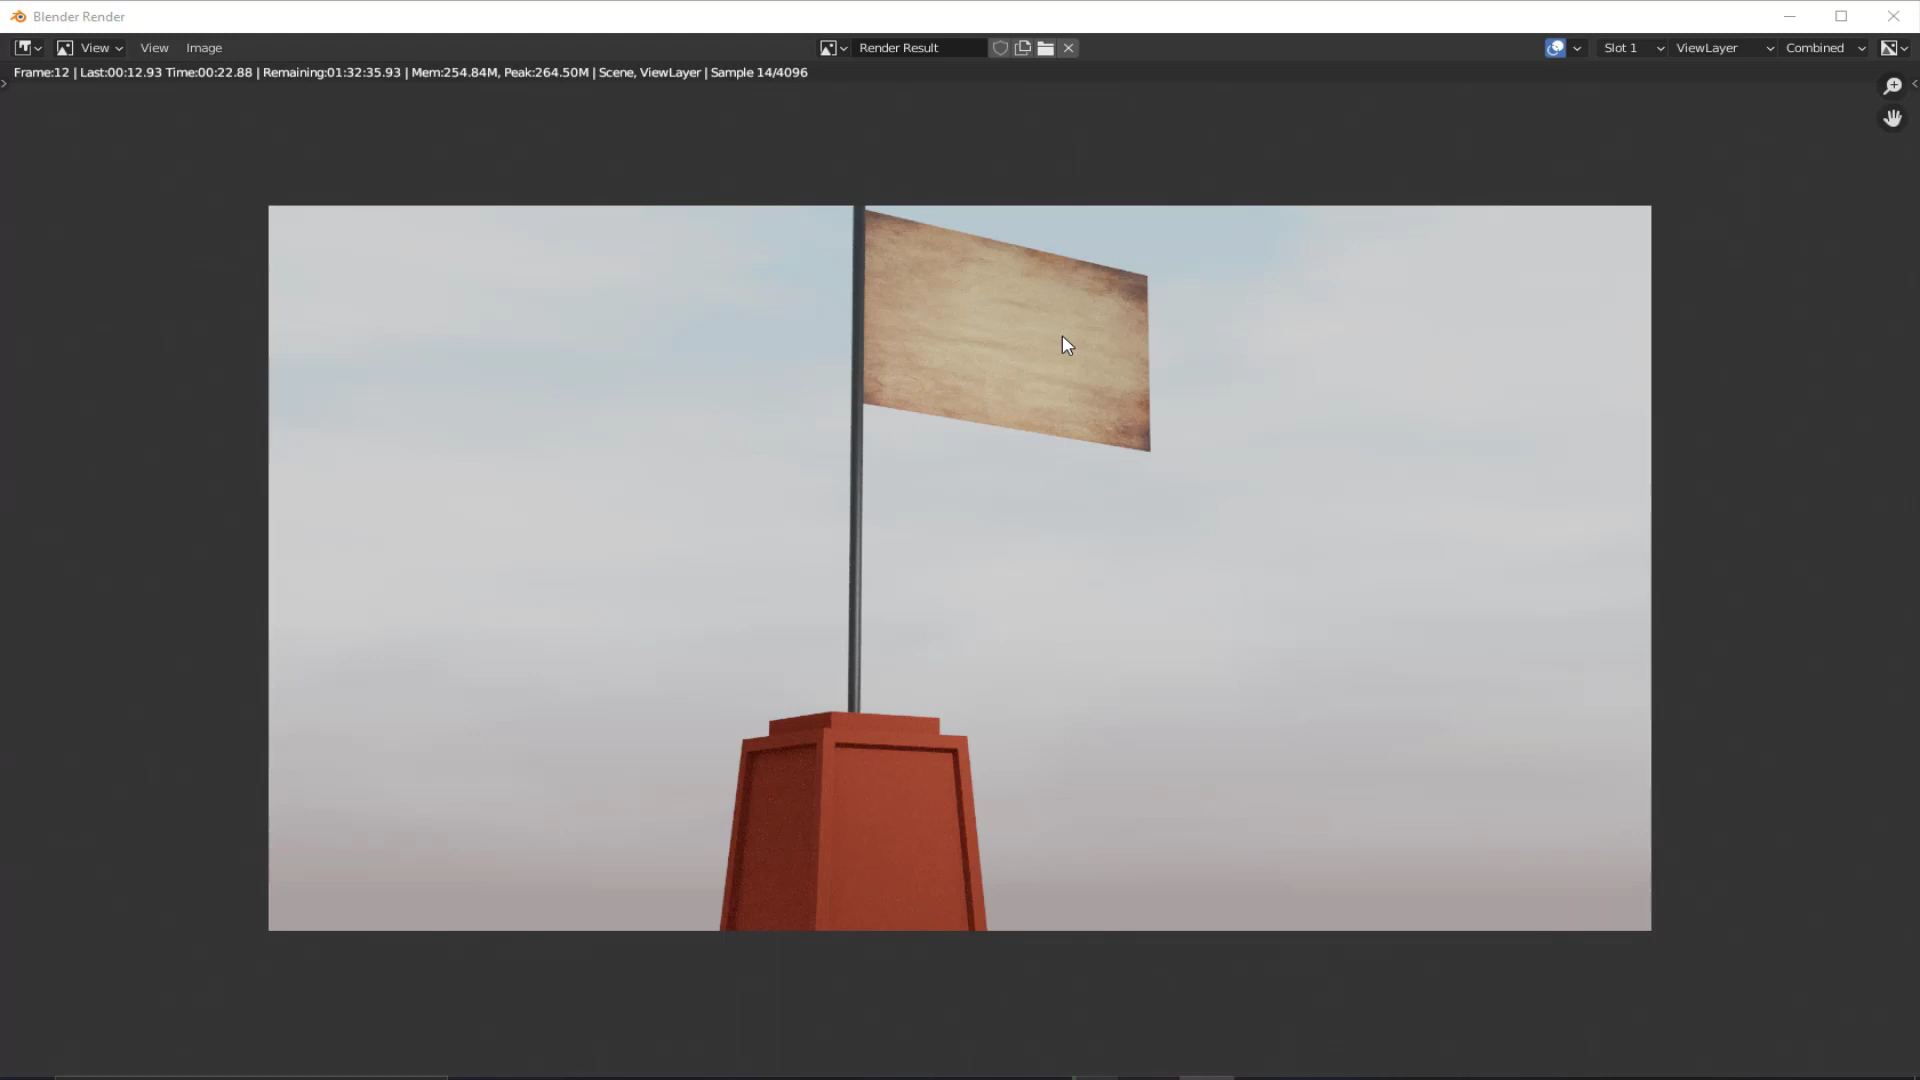 Blender Render
View View Image Render Result Slot 1 ViewLayer Combined
Frame:12 | Last:00:12.93 Time:00:22.88 | Remaining:01:32:35.93 | Mem:254.84M, Peak:264.50M | Scene, ViewLayer | Sample 14/4096